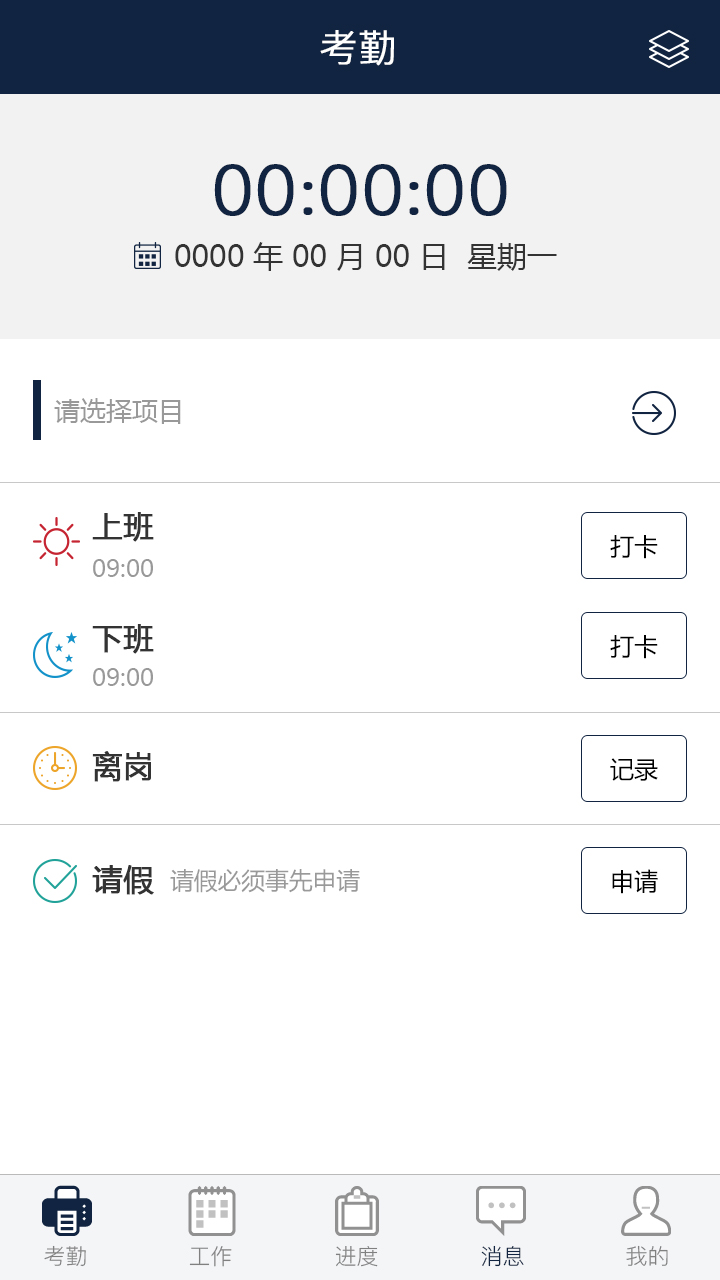 考勤
00:00:00
0000 年 00 月 00 日 星期一
请选择项目
上班
09:00
打卡
下班
09:00
打卡
离岗
记录
请假 请假必须事先申请
申请
考勤 工作 进度 消息 我的